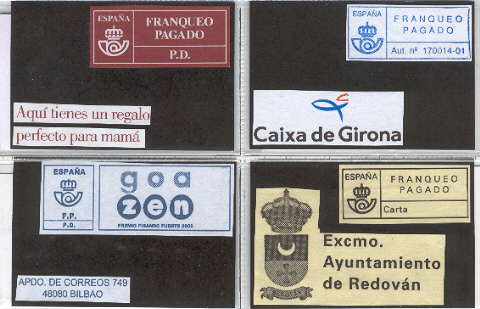 ESPAÑA
FRANQUEO
PAGADO
P.D.
Aquí tienes un regalo
perfecto para mamá
ESPAÑA
FRANQUEO
PAGADO
Aut. nº 170014-01
Caixa de Girona
ESPAÑA
F.P.
P.D.
goa
zen
APDO. DE CORREOS 749
48080 BILBAO
ESPAÑA
FRANQUEO
PAGADO
Carta
Excmo.
Ayuntamiento
de Redován